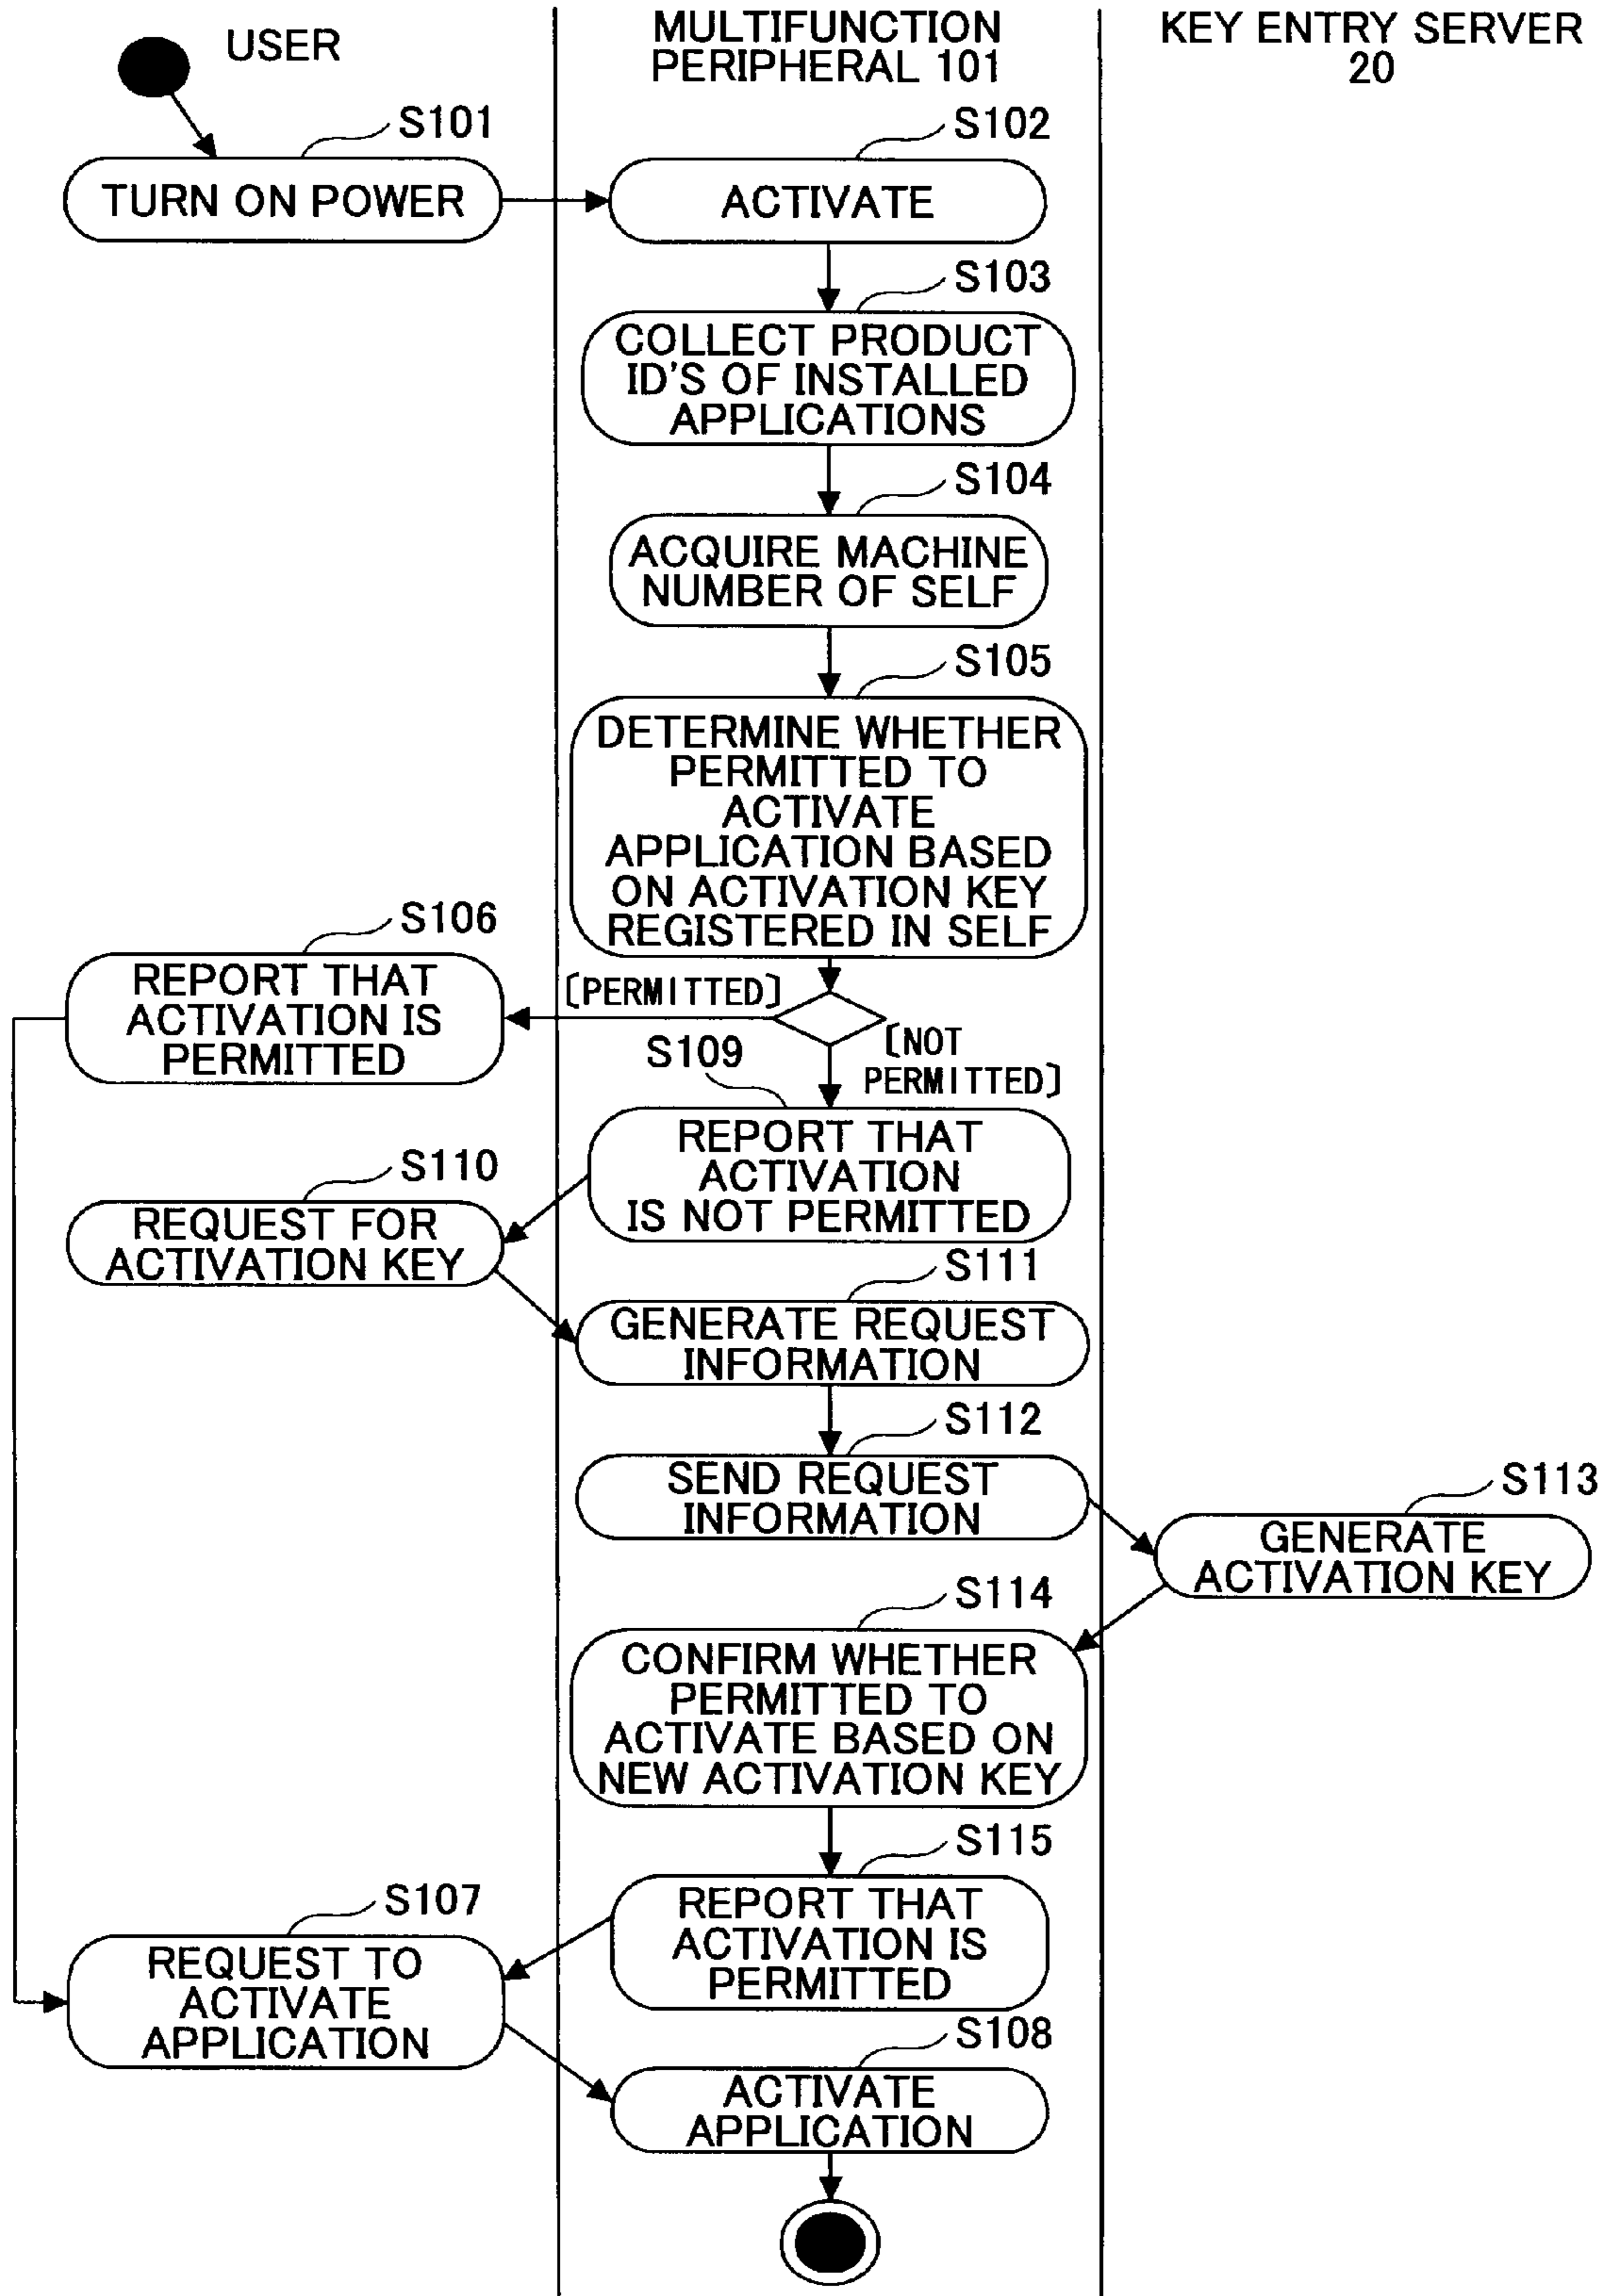 USER
MULTIFUNCTION
PERIPHERAL 101
KEY ENTRY SERVER
20
S101
TURN ON POWER
S102
ACTIVATE
S103
COLLECT PRODUCT
ID'S OF INSTALLED
APPLICATIONS
S104
ACQUIRE MACHINE
NUMBER OF SELF
S105
DETERMINE WHETHER
PERMITTED TO
ACTIVATE
APPLICATION BASED
ON ACTIVATION KEY
REGISTERED IN SELF
S106
REPORT THAT
ACTIVATION IS
PERMITTED
[PERMITTED]
[NOT
PERMITTED]
S109
REPORT THAT
ACTIVATION
IS NOT PERMITTED
S110
REQUEST FOR
ACTIVATION KEY
S111
GENERATE REQUEST
INFORMATION
S112
SEND REQUEST
INFORMATION
S113
GENERATE
ACTIVATION KEY
S114
CONFIRM WHETHER
PERMITTED TO
ACTIVATE BASED ON
NEW ACTIVATION KEY
S115
REPORT THAT
ACTIVATION IS
PERMITTED
S107
REQUEST TO
ACTIVATE
APPLICATION
S108
ACTIVATE
APPLICATION